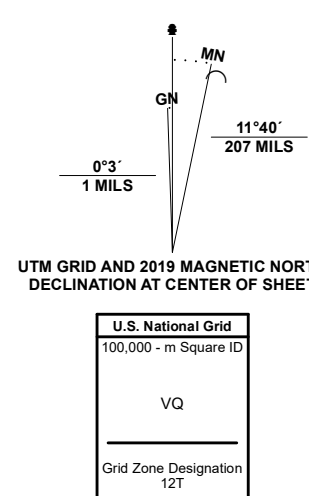 MN
GN
11°40´
207 MILS
0°3´
1 MILS
UTM GRID AND 2019 MAGNETIC NORT
DECLINATION AT CENTER OF SHEET
U.S. National Grid
100,000 - m Square ID
VQ
Grid Zone Designation
12T